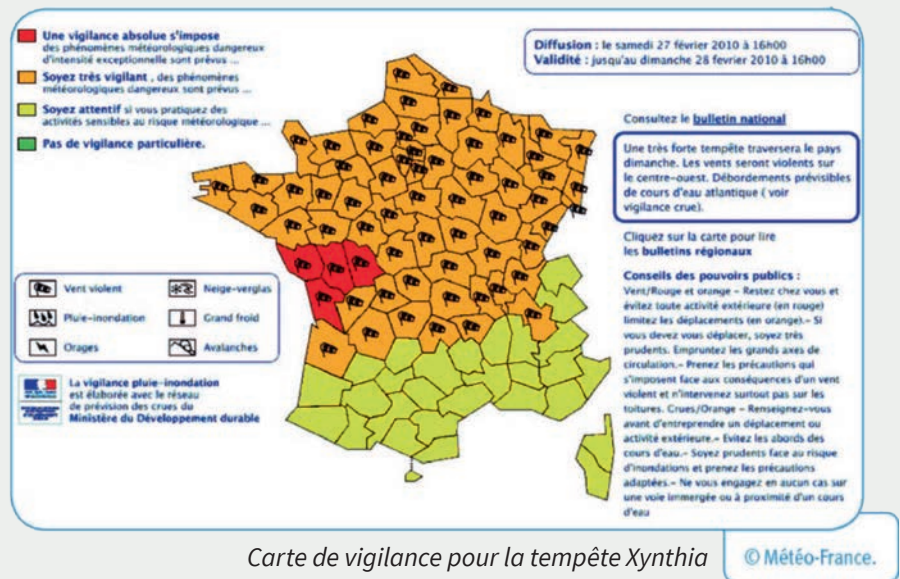 Une vigilance absolue s'impose
des phénomènes météorologiques dangereux
d'intensité exceptionnelle sont prévus ...
Soyez très vigilant , des phénomènes
météorologiques dangereux sont prévus ...
Soyez attentif si vous pratiquez des
activités sensibles au risque météorologique ...
Pas de vigilance particulière.
Diffusion : le samedi 27 février 2010 à 16h00
Validité : jusqu'au dimanche 28 fevrier 2010 à 16h00
Consultez le bulletin national
Une très forte tempête traversera le pays
dimanche. Les vents seront violents sur
le centre-ouest. Débordements prévisibles
de cours d'eau atlantique ( voir
vigilance crue).
Cliquez sur la carte pour lire
les bulletins régionaux
Conseils des pouvoirs publics :
Vent/Rouge et orange – Restez chez vous et
évitez toute activité extérieure (en rouge)
limitez les déplacements (en orange).– Si
vous devez vous déplacer, soyez très
prudents. Empruntez les grands axes de
circulation.– Prenez les précautions qui
s'imposent face aux conséquences d'un vent
violent et n'intervenez surtout pas sur les
toitures. Crues/Orange – Renseignez-vous
avant d'entreprendre un déplacement ou
activité extérieure.– Evitez les abords des
cours d'eau.– Soyez prudents face au risque
d'inondations et prenez les précautions
adaptées.– Ne vous engagez en aucun cas sur
une voie immergée ou à proximité d'un cours
d'eau
Vent violent
Neige-verglas
Pluie-inondation
Grand froid
Orages
Avalanches
La vigilance pluie-inondation
est élaborée avec le réseau
de prévision des crues du
Ministère du Développement durable
Carte de vigilance pour la tempête Xynthia
© Météo-France.